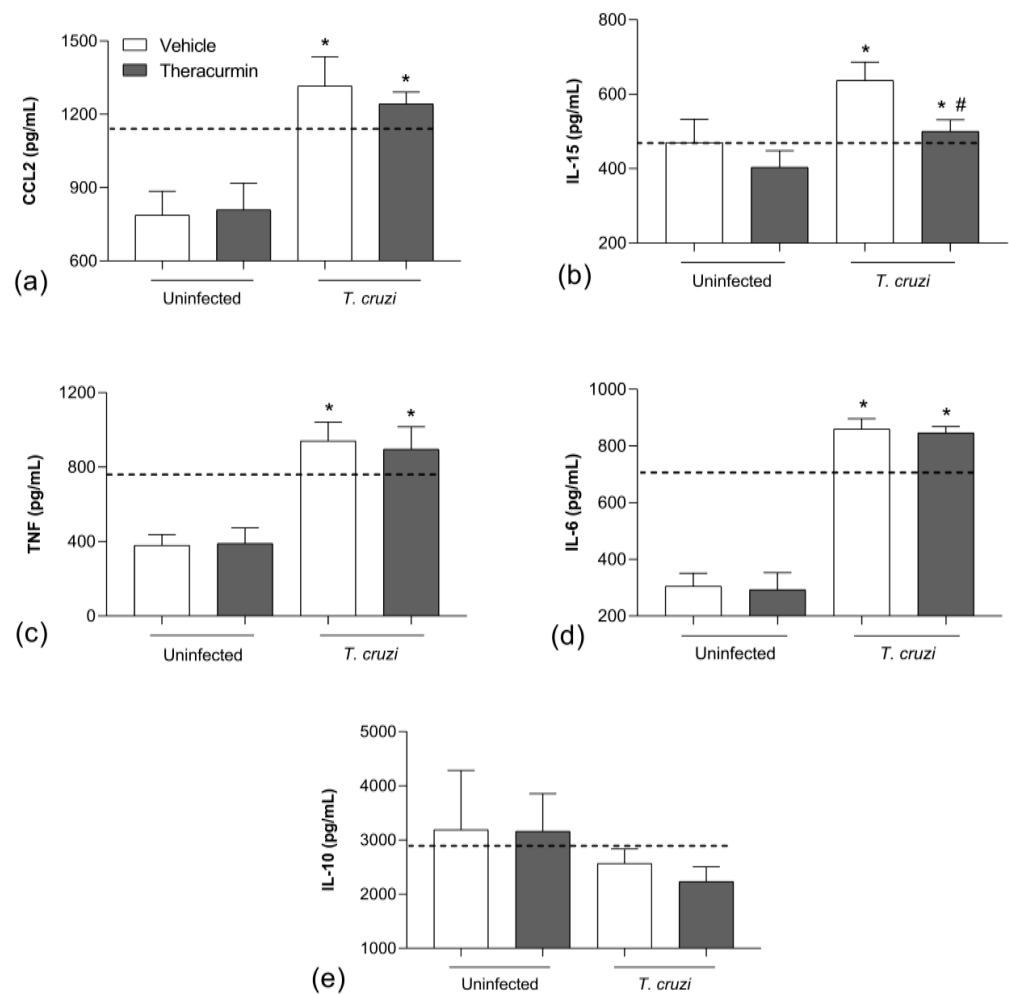 1500
1200
900
600
CCL2 (pg/mL)
Vehicle
Theracurmin
*
*
Uninfected
T. cruzi
(a)
800
600
400
200
IL-15 (pg/mL)
*
* #
Uninfected
T. cruzi
(b)
1200
800
400
0
TNF (pg/mL)
*
*
Uninfected
T. cruzi
(c)
1000
800
600
400
200
IL-6 (pg/mL)
*
*
Uninfected
T. cruzi
(d)
5000
4000
3000
2000
1000
IL-10 (pg/mL)
Uninfected
T. cruzi
(e)